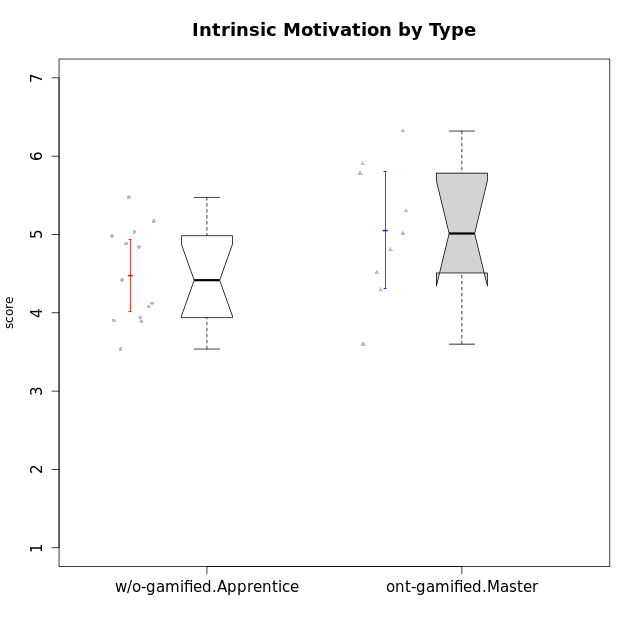 Intrinsic Motivation by Type
score
7
6
5
4
3
2
1
w/o-gamified.Apprentice
ont-gamified.Master